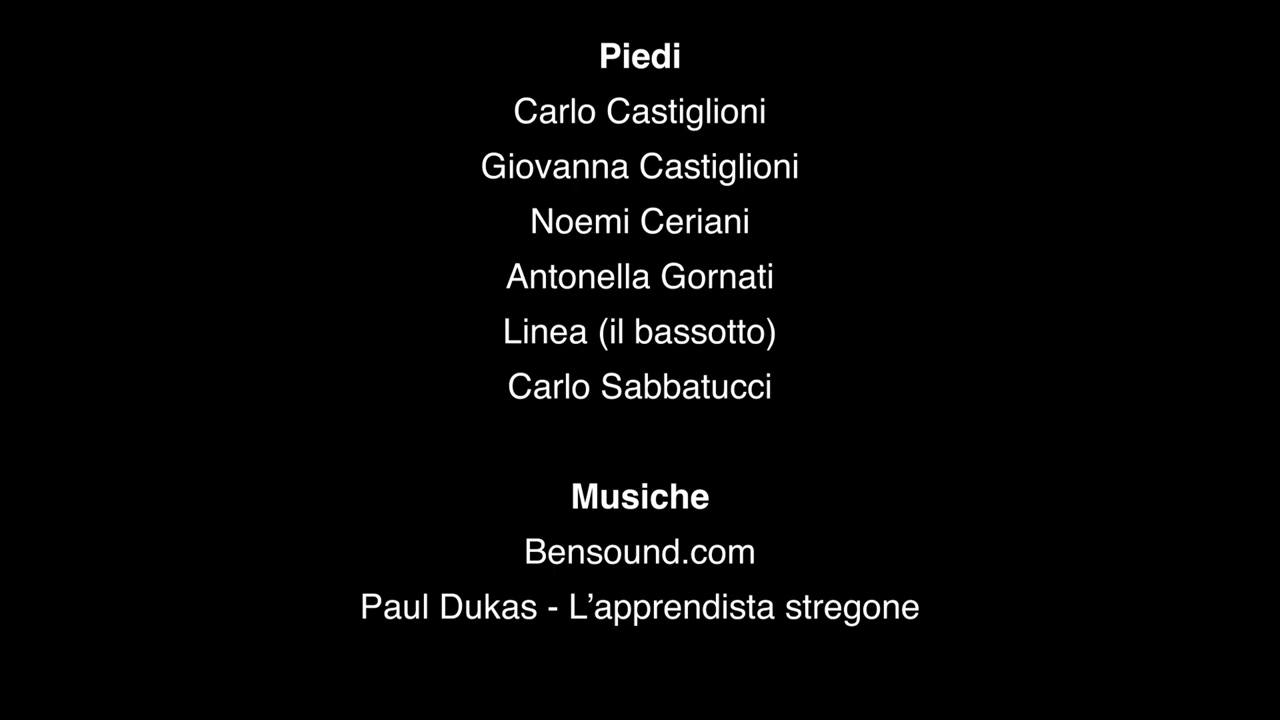 Piedi
Carlo Castiglioni
Giovanna Castiglioni
Noemi Ceriani
Antonella Gornati
Linea (il bassotto)
Carlo Sabbatucci
Musiche
Bensound.com
Paul Dukas - L’apprendista stregone